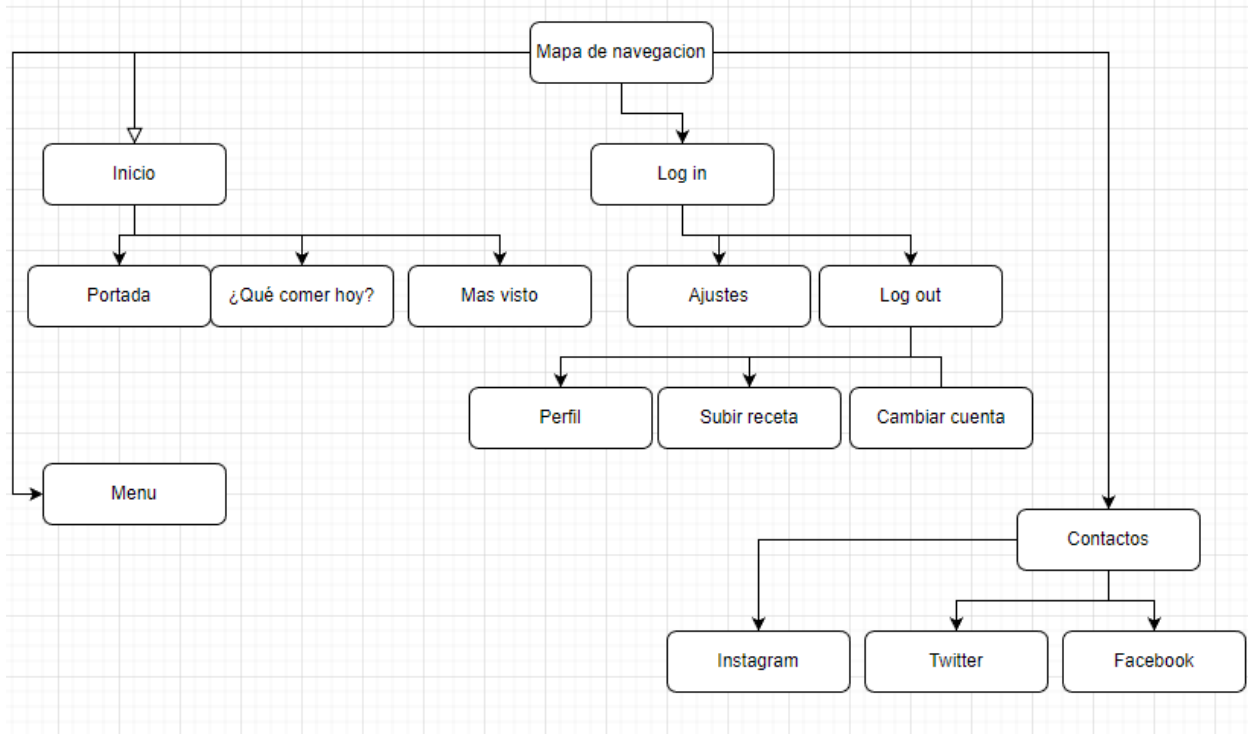 Mapa de navegacion
Inicio
Log in
Portada
¿Qué comer hoy?
Mas visto
Ajustes
Log out
Perfil
Subir receta
Cambiar cuenta
Menu
Contactos
Instagram
Twitter
Facebook